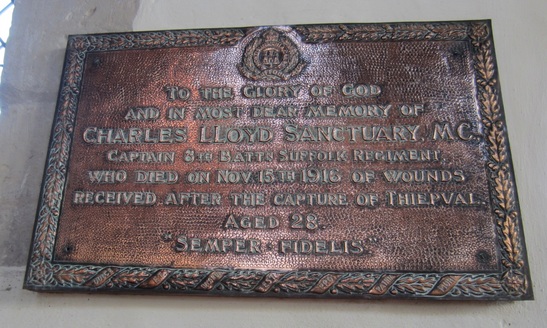 TO THE GLORY OF GOD
AND IN MOST DEAR MEMORY OF
CHARLES LLOYD SANCTUARY, M.C.
CAPTAIN 8TH BATTN SUFFOLK REGIMENT,
WHO DIED ON NOV. 15TH 1916 OF WOUNDS
RECEIVED AFTER THE CAPTURE OF THIEPVAL.
AGED 28.
"SEMPER · FIDELIS."